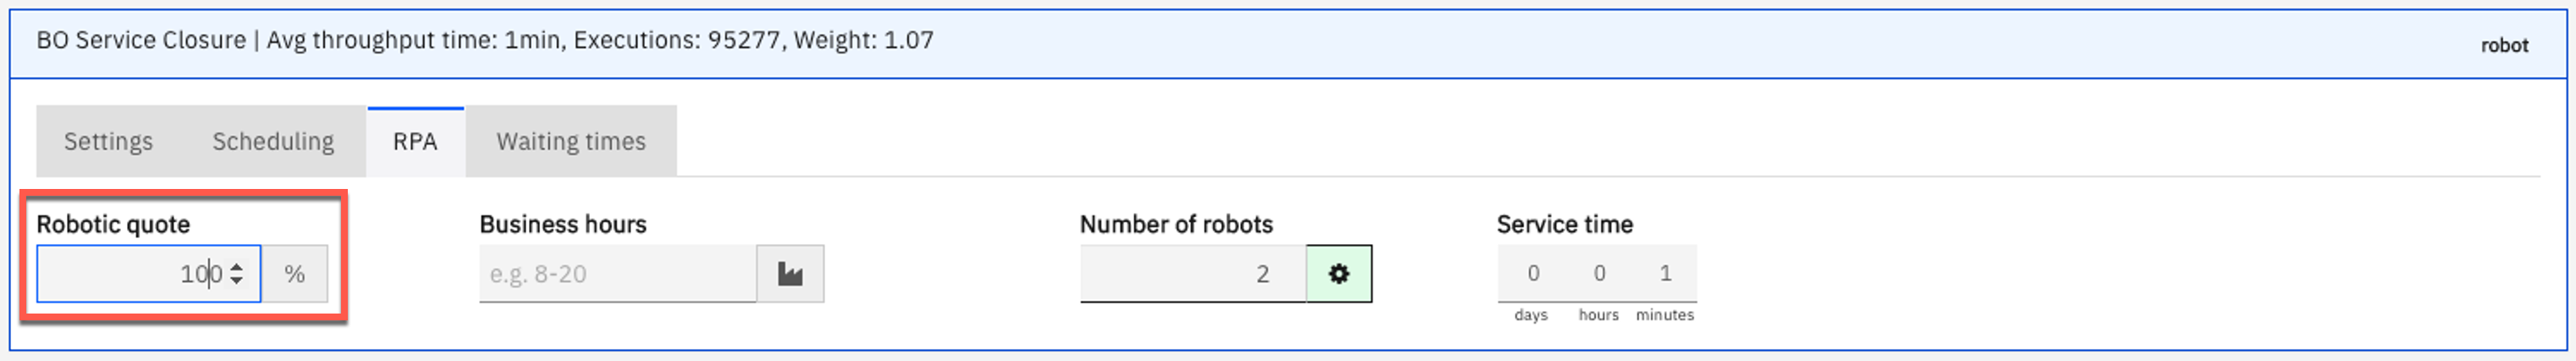 BO Service Closure | Avg throughput time: 1min, Executions: 95277, Weight: 1.07
robot
Settings Scheduling RPA Waiting times
Robotic quote Business hours Number of robots Service time
100 % e.g. 8-20 2 0 0 1
days hours minutes